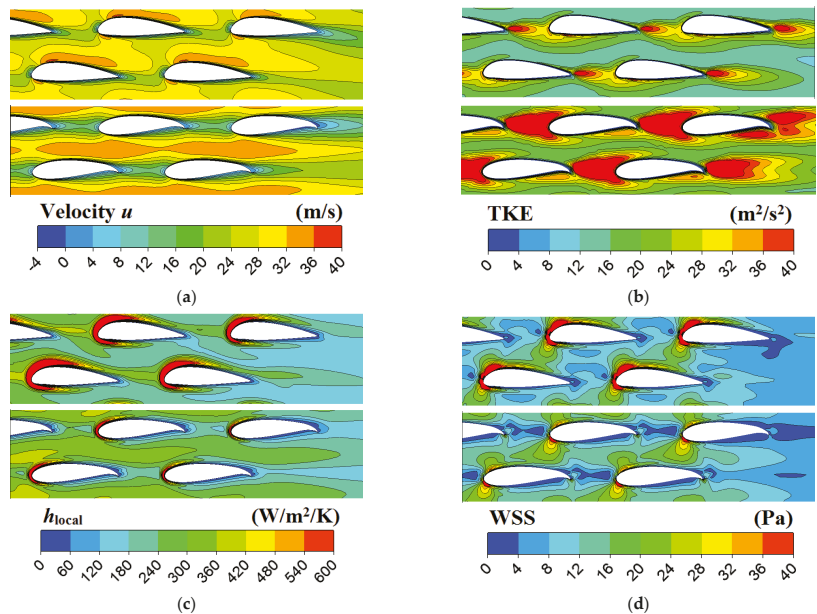 Velocity u (m/s)
-4 0 4 8 12 16 20 24 28 32 36 40
(a)
TKE (m²/s²)
0 4 8 12 16 20 24 28 32 36 40
(b)
h_local (W/m²/K)
0 60 120 180 240 300 360 420 480 540 600
(c)
WSS (Pa)
0 4 8 12 16 20 24 28 32 36 40
(d)